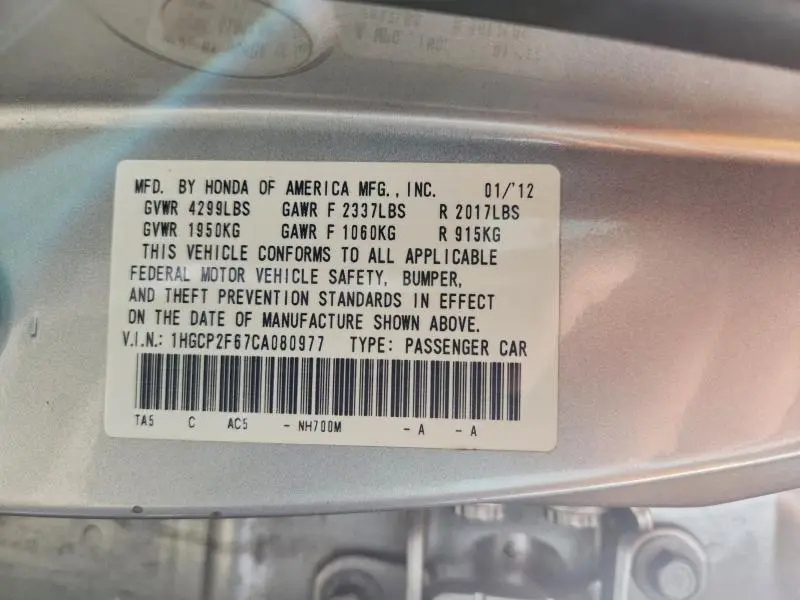 MFD. BY HONDA OF AMERICA MFG., INC. 01/'12
GVWR 4299LBS GAWR F 2337LBS R 2017LBS
GVWR 1950KG GAWR F 1060KG R 915KG
THIS VEHICLE CONFORMS TO ALL APPLICABLE
FEDERAL MOTOR VEHICLE SAFETY, BUMPER,
AND THEFT PREVENTION STANDARDS IN EFFECT
ON THE DATE OF MANUFACTURE SHOWN ABOVE.
V.I.N.: 1HGCP2F67CA080977 TYPE: PASSENGER CAR
TA5 C AC5 - NH700M - A - A